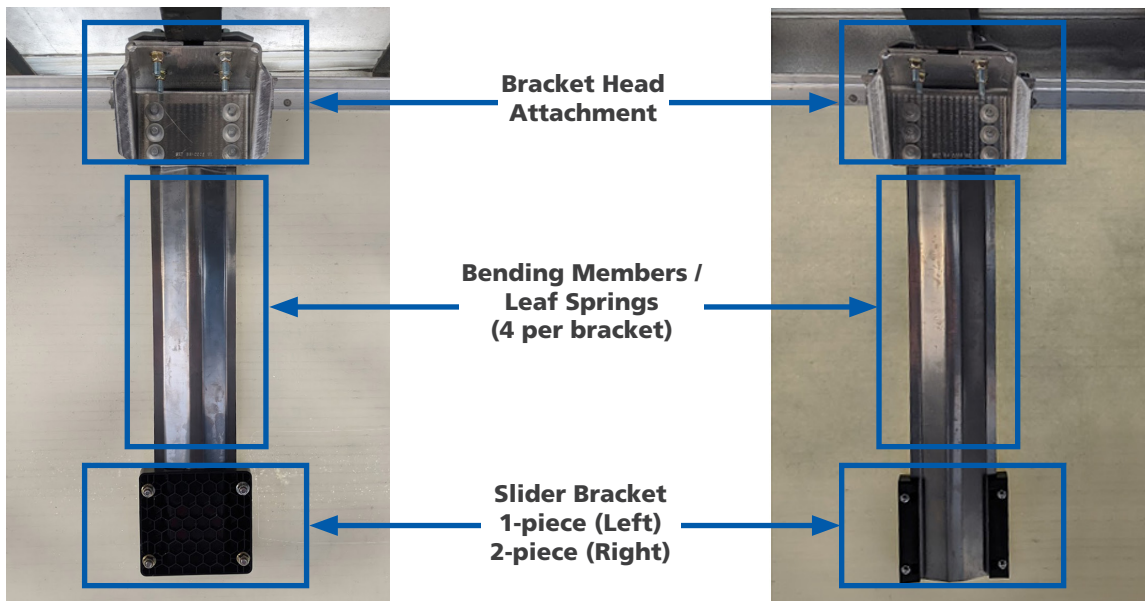 Bracket Head
Attachment
Bending Members /
Leaf Springs
(4 per bracket)
Slider Bracket
1-piece (Left)
2-piece (Right)